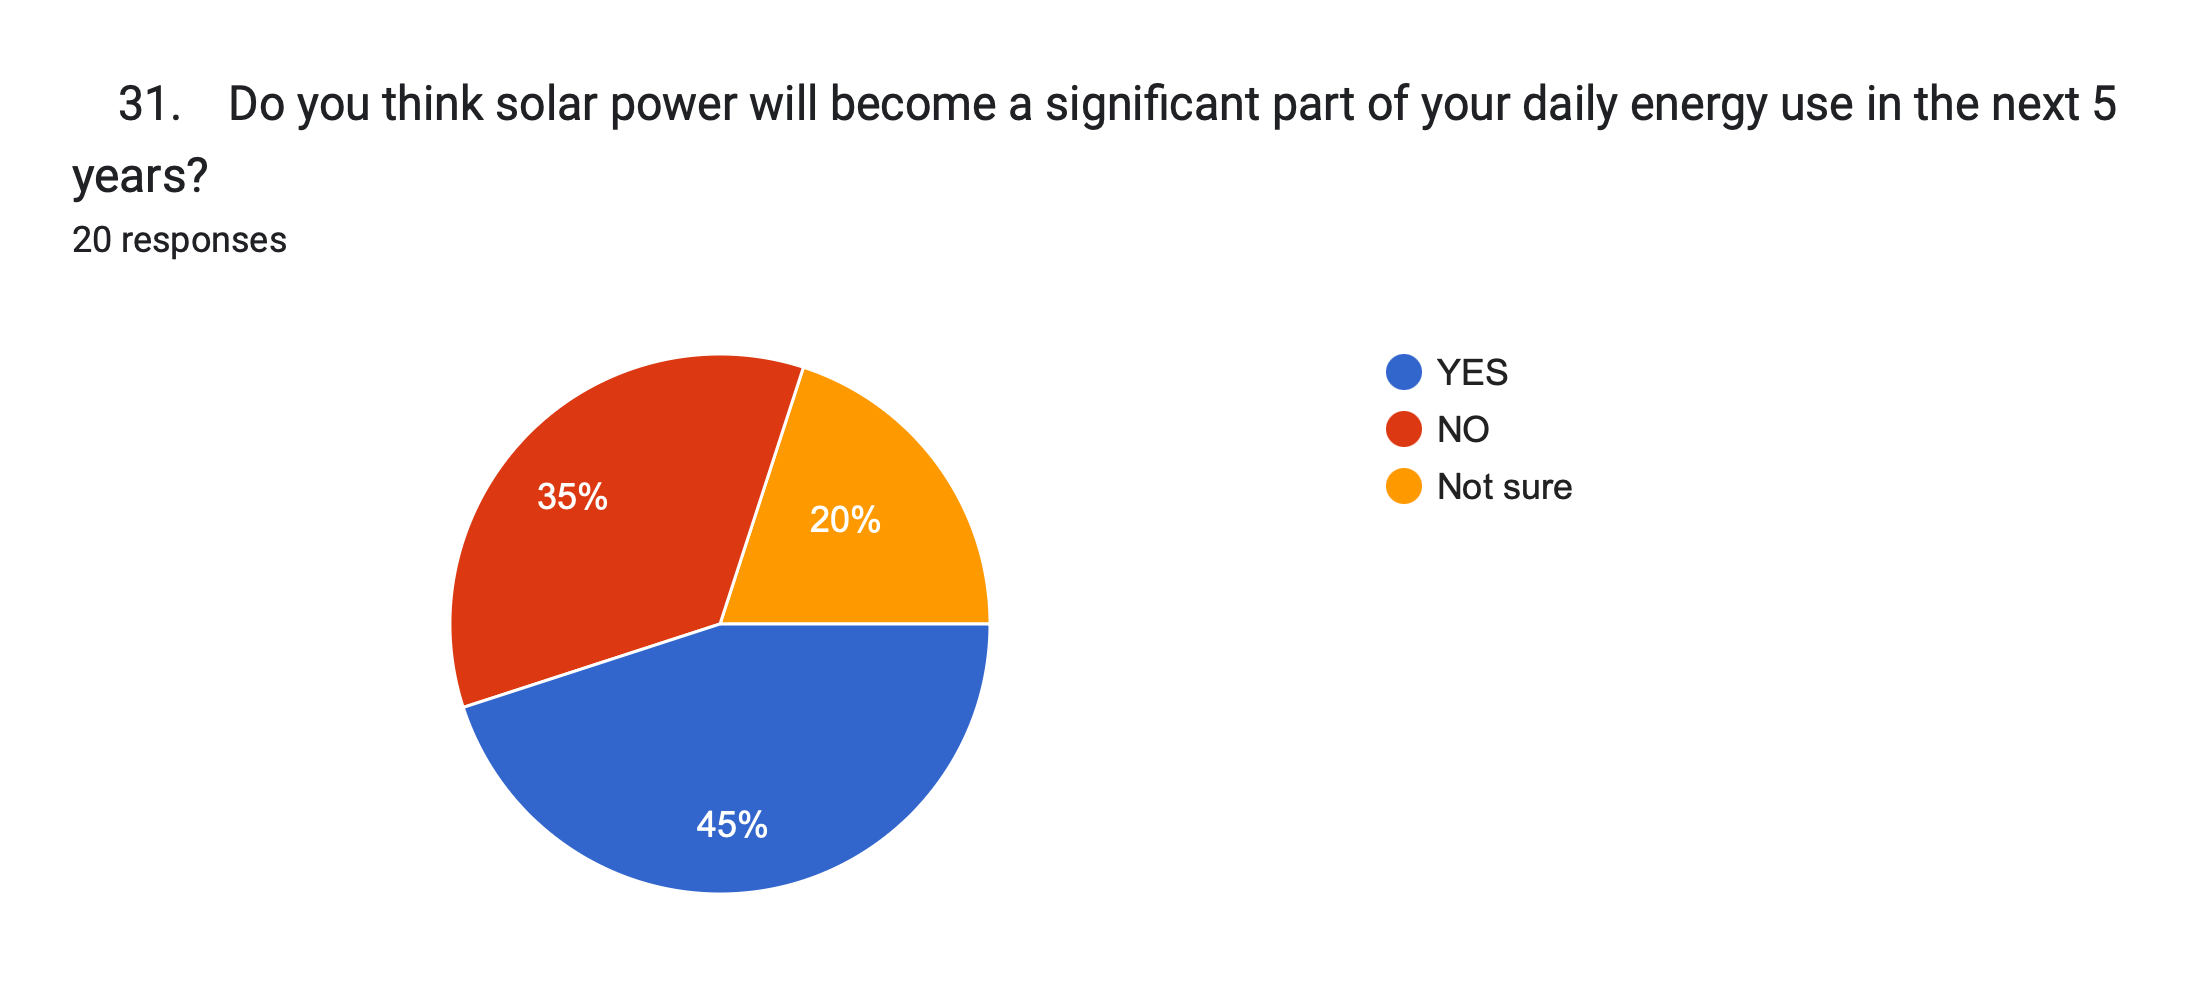 31. Do you think solar power will become a significant part of your daily energy use in the next 5
years?
20 responses
YES
NO
Not sure
35%
20%
45%